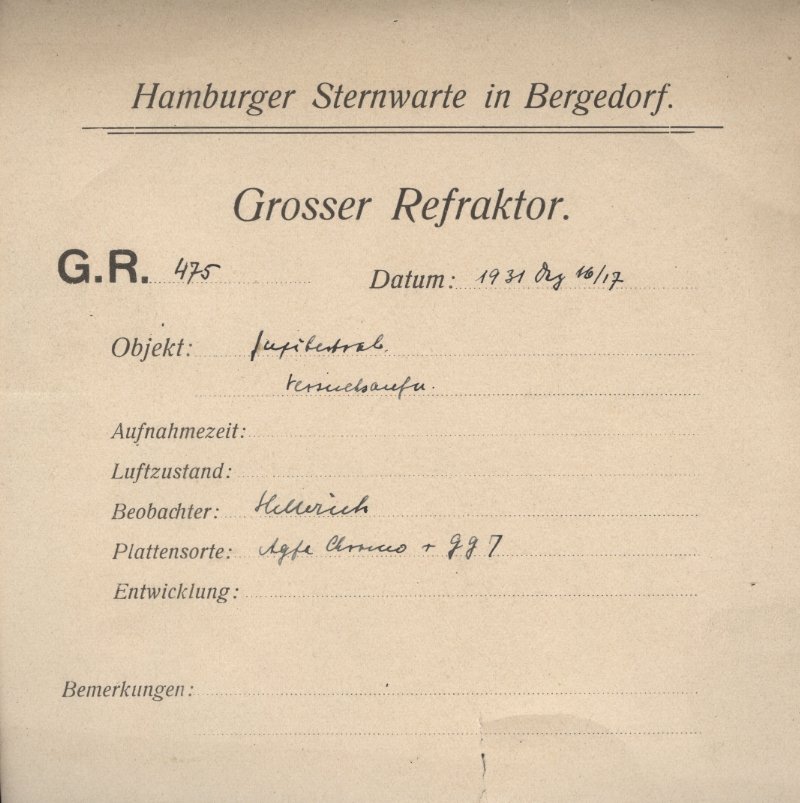 Hamburger Sternwarte in Bergedorf.
Grosser Refraktor.
G.R. 475 Datum: 1931 Dez 16/17
Objekt: Jupitertrab.
Versuchsaufn.
Aufnahmezeit:
Luftzustand:
Beobachter: Hellerich
Plattensorte: Agfa Chromo + GG 7
Entwicklung:
Bemerkungen: